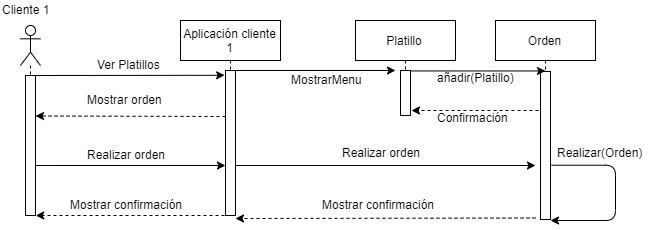 Cliente 1
Aplicación cliente
1
Platillo
Orden
Ver Platillos
MostrarMenu
añadir(Platillo)
Mostrar orden
Confirmación
Realizar orden
Realizar orden
Realizar(Orden)
Mostrar confirmación
Mostrar confirmación